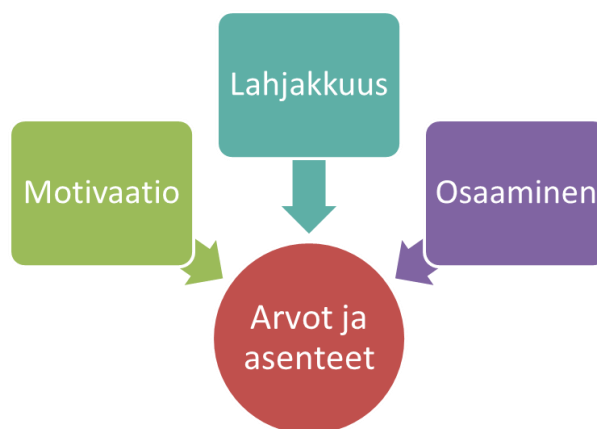 Lahjakkuus
Motivaatio
Osaaminen
Arvot ja
asenteet